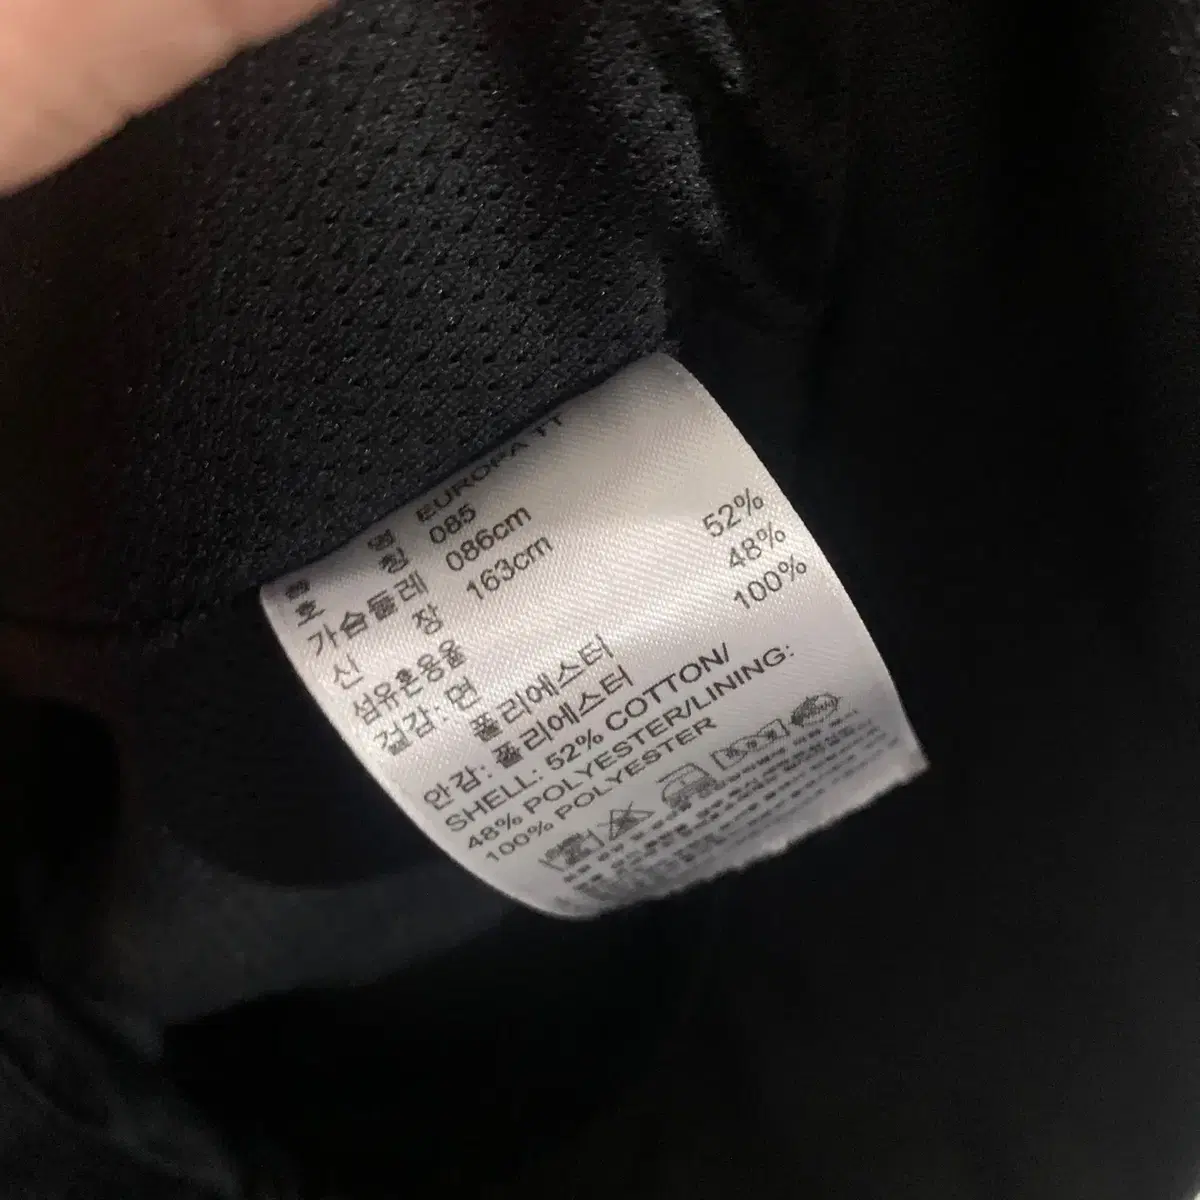 품 명 EUROPA TT
호 칭 085
가슴둘레 086cm
신 장 163cm
섬유혼용율
겉감: 면 52%
폴리에스터 48%
안감: 폴리에스터 100%
SHELL: 52% COTTON/
48% POLYESTER/LINING:
100% POLYESTER